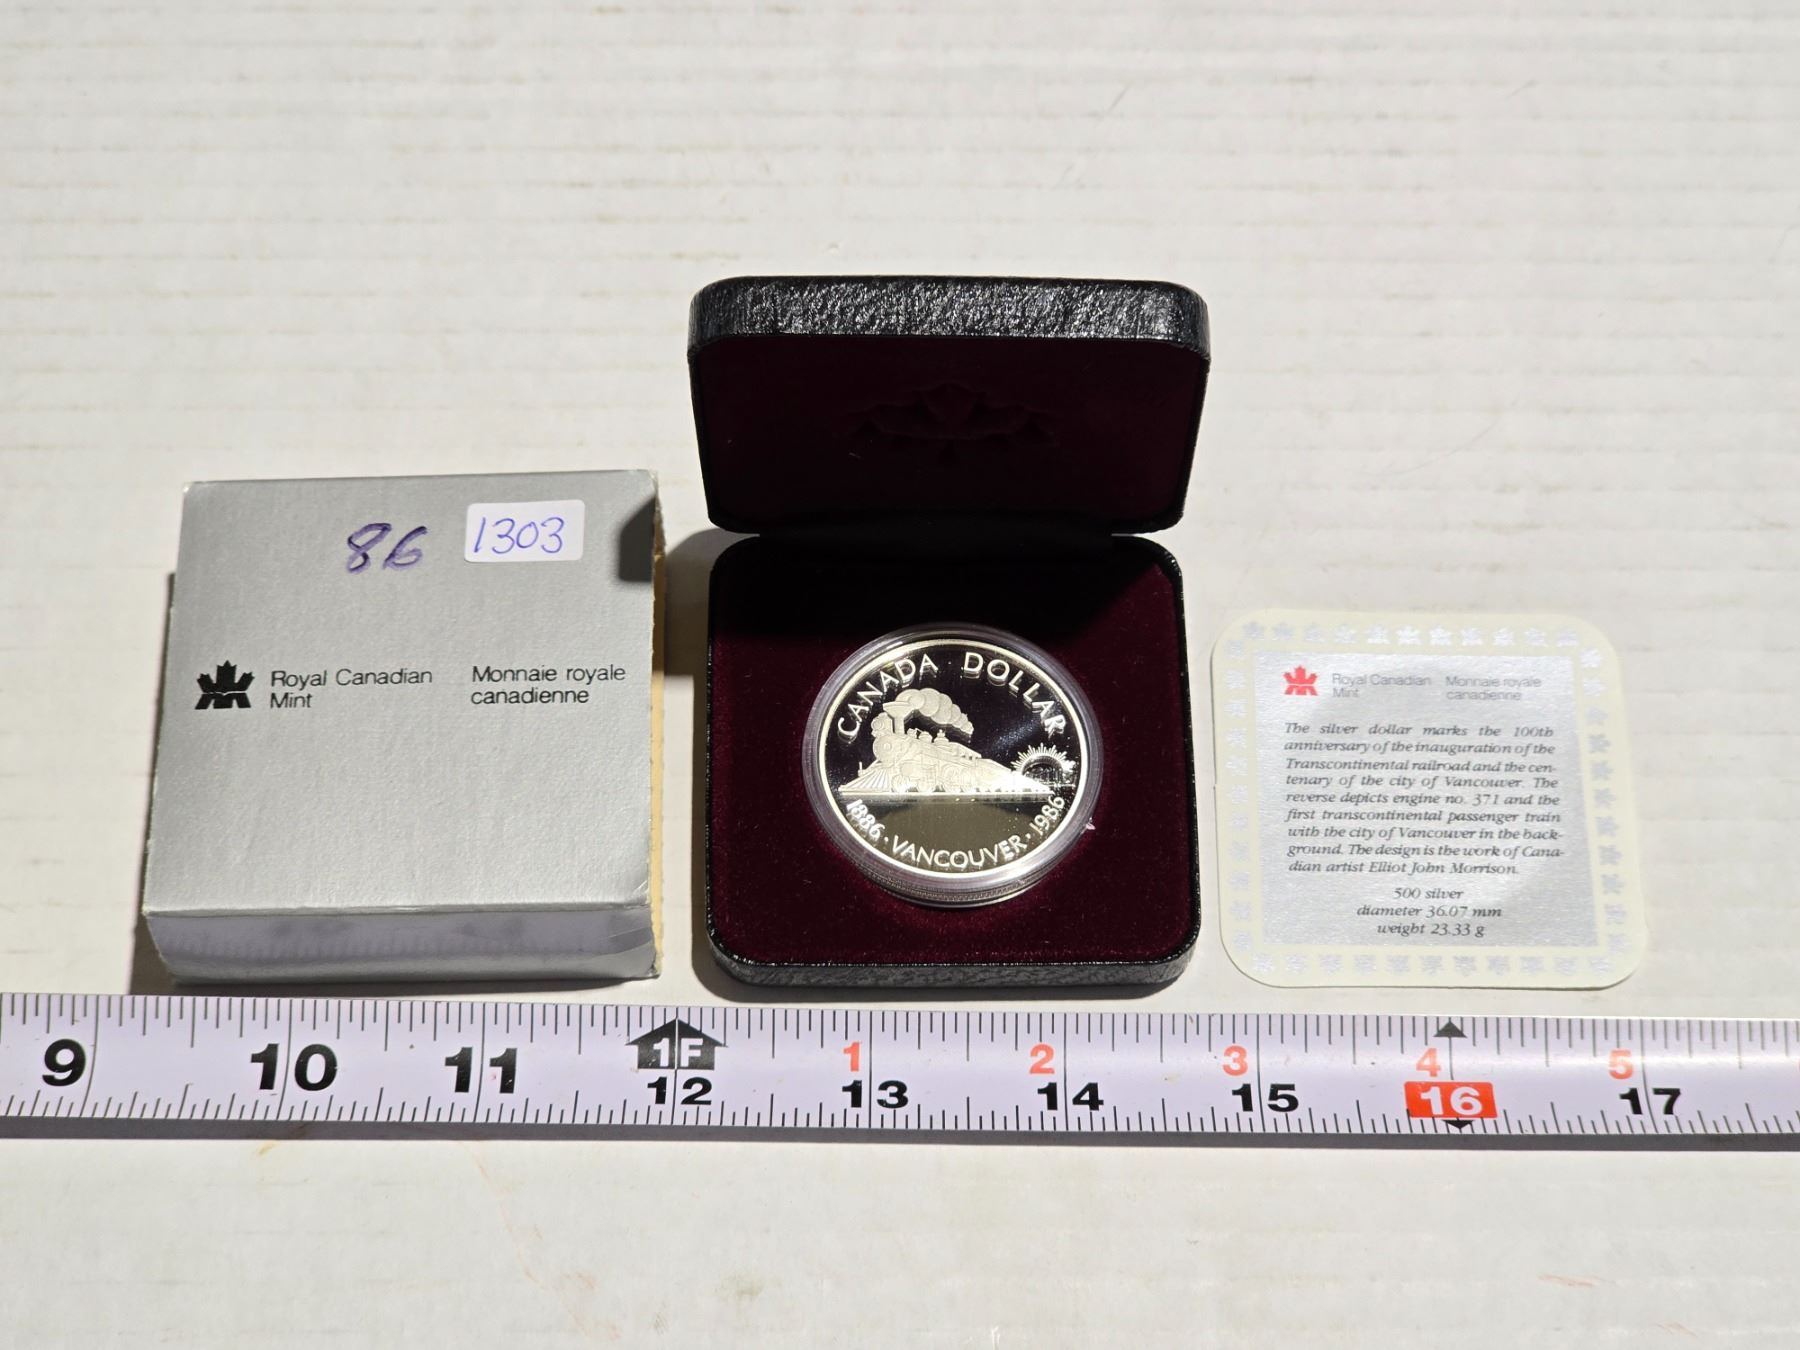 86
1303
Royal Canadian
Mint
Monnaie royale
canadienne
CANADA DOLLAR
1886 · VANCOUVER · 1986
Royal Canadian
Mint
Monnaie royale
canadienne
The silver dollar marks the 100th
anniversary of the inauguration of the
Transcontinental railroad and the cen-
tenary of the city of Vancouver. The
reverse depicts engine no. 371 and the
first transcontinental passenger train
with the city of Vancouver in the back-
ground. The design is the work of Cana-
dian artist Elliot John Morrison.
500 silver
diameter 36.07 mm
weight 23.33 g
1F 1 2 3 4 5
9 10 11 12 13 14 15 16 17